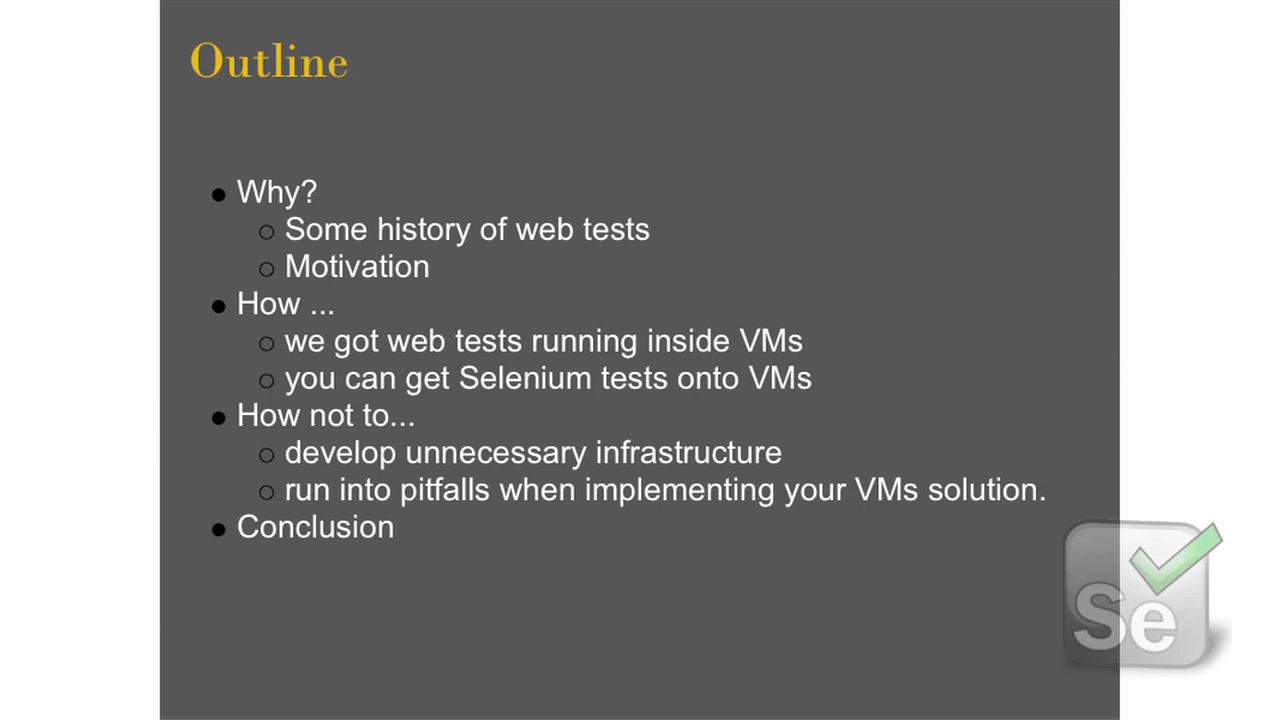 Outline
● Why?
○ Some history of web tests
○ Motivation
● How ...
○ we got web tests running inside VMs
○ you can get Selenium tests onto VMs
● How not to...
○ develop unnecessary infrastructure
○ run into pitfalls when implementing your VMs solution.
● Conclusion
Se